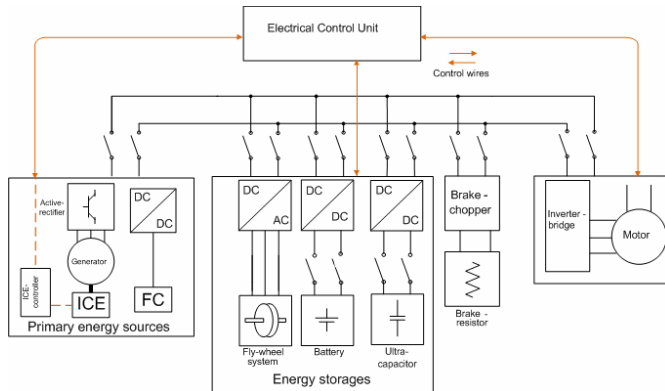 Electrical Control Unit
Control wires
Active-
rectifier
Generator
ICE-
controller
ICE
DC
DC
FC
Primary energy sources
DC
AC
DC
DC
DC
DC
Fly-wheel
system
Battery
Ultra-
capacitor
Energy storages
Brake-
chopper
Brake-
resistor
Inverter-
bridge
Motor